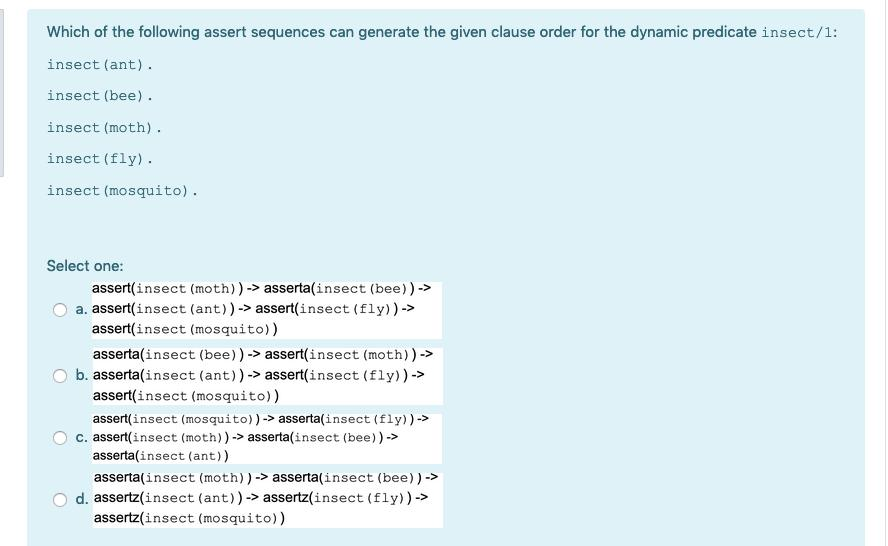 Which of the following assert sequences can generate the given clause order for the dynamic predicate insect/1:
insect(ant).
insect(bee).
insect(moth).
insect(fly).
insect(mosquito).
Select one:
assert(insect(moth))-> asserta(insect(bee))->
a. assert(insect(ant))-> assert(insect(fly))->
assert(insect(mosquito))
asserta(insect(bee))-> assert(insect(moth))->
b. asserta(insect(ant))-> assert(insect(fly))->
assert(insect(mosquito))
assert(insect(mosquito))-> asserta(insect(fly))->
c. assert(insect(moth))-> asserta(insect(bee))->
asserta(insect(ant))
asserta(insect(moth))-> asserta(insect(bee))->
d. assertz(insect(ant))-> assertz(insect(fly))->
assertz(insect(mosquito))